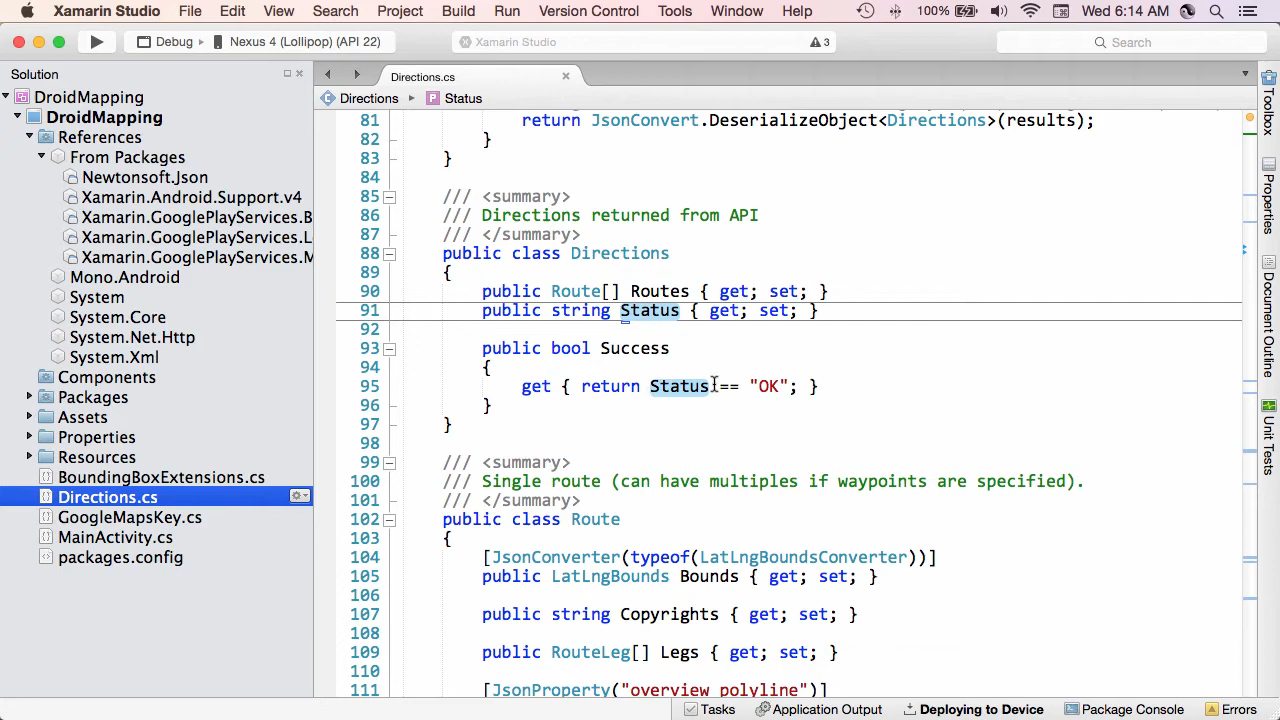 Xamarin Studio File Edit View Search Project Build Run Version Control Tools Window Help 100% Wed 6:14 AM
Debug › Nexus 4 (Lollipop) (API 22) Xamarin Studio 3 Search
Solution
DroidMapping
DroidMapping
References
From Packages
Newtonsoft.Json
Xamarin.Android.Support.v4
Xamarin.GooglePlayServices.B
Xamarin.GooglePlayServices.L
Xamarin.GooglePlayServices.M
Mono.Android
System
System.Core
System.Net.Http
System.Xml
Components
Packages
Assets
Properties
Resources
BoundingBoxExtensions.cs
Directions.cs
GoogleMapsKey.cs
MainActivity.cs
packages.config
Directions.cs
Directions ▸ Status
81 return JsonConvert.DeserializeObject<Directions>(results);
82 }
83 }
84
85 /// <summary>
86 /// Directions returned from API
87 /// </summary>
88 public class Directions
89 {
90 public Route[] Routes { get; set; }
91 public string Status { get; set; }
92
93 public bool Success
94 {
95 get { return Status == "OK"; }
96 }
97 }
98
99 /// <summary>
100 /// Single route (can have multiples if waypoints are specified).
101 /// </summary>
102 public class Route
103 {
104 [JsonConverter(typeof(LatLngBoundsConverter))]
105 public LatLngBounds Bounds { get; set; }
106
107 public string Copyrights { get; set; }
108
109 public RouteLeg[] Legs { get; set; }
110
111 [JsonProperty("overview_polyline")]
Toolbox
Properties
Document Outline
Unit Tests
Tasks Application Output Deploying to Device Package Console Errors